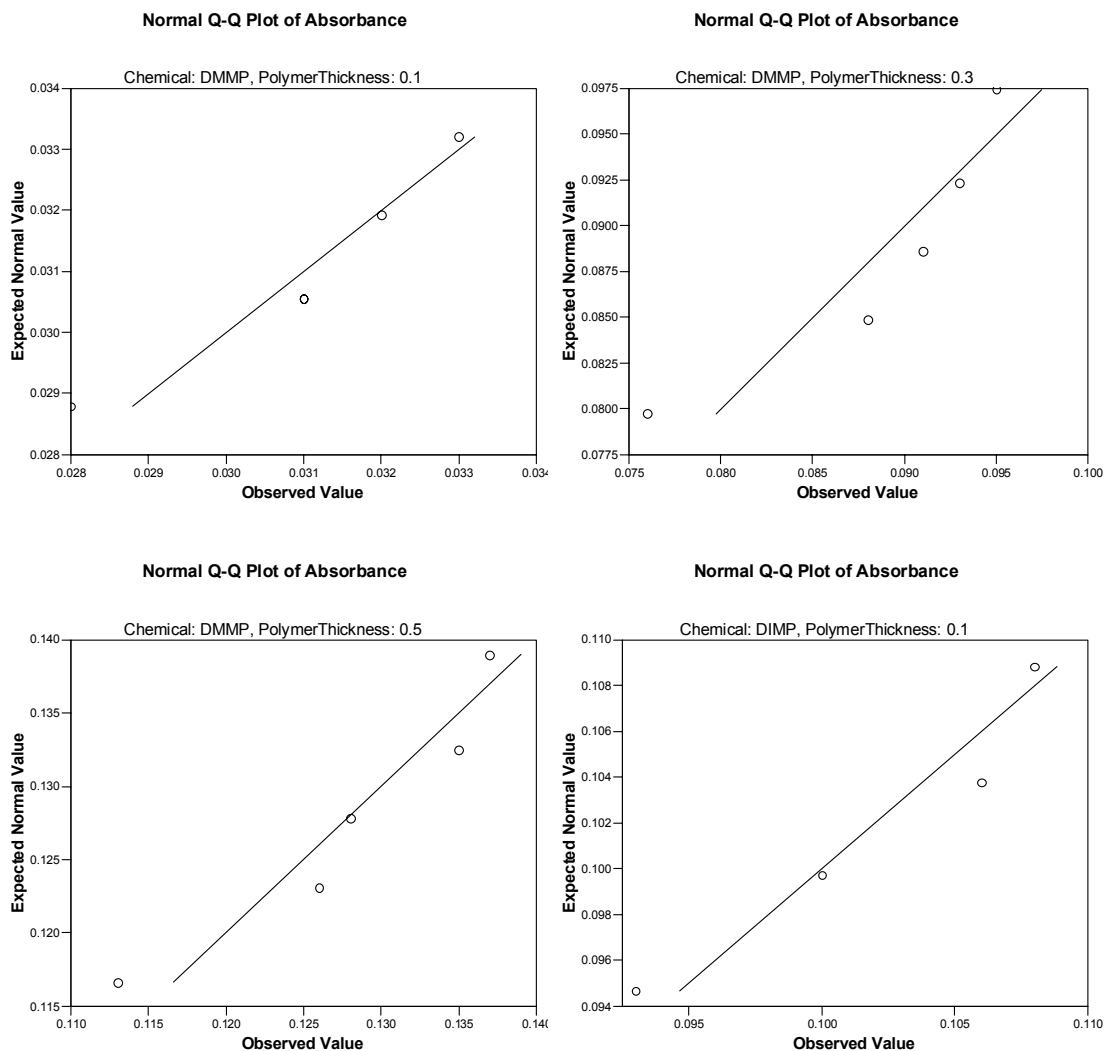 Normal Q-Q Plot of Absorbance
Chemical: DMMP, PolymerThickness: 0.1
0.034
0.033
0.032
0.031
0.030
0.029
0.028
Expected Normal Value
0.028 0.029 0.030 0.031 0.032 0.033 0.034
Observed Value
Normal Q-Q Plot of Absorbance
Chemical: DMMP, PolymerThickness: 0.3
0.0975
0.0950
0.0925
0.0900
0.0875
0.0850
0.0825
0.0800
0.0775
Expected Normal Value
0.075 0.080 0.085 0.090 0.095 0.100
Observed Value
Normal Q-Q Plot of Absorbance
Chemical: DMMP, PolymerThickness: 0.5
0.140
0.135
0.130
0.125
0.120
0.115
Expected Normal Value
0.110 0.115 0.120 0.125 0.130 0.135 0.140
Observed Value
Normal Q-Q Plot of Absorbance
Chemical: DIMP, PolymerThickness: 0.1
0.110
0.108
0.106
0.104
0.102
0.100
0.098
0.096
0.094
Expected Normal Value
0.095 0.100 0.105 0.110
Observed Value